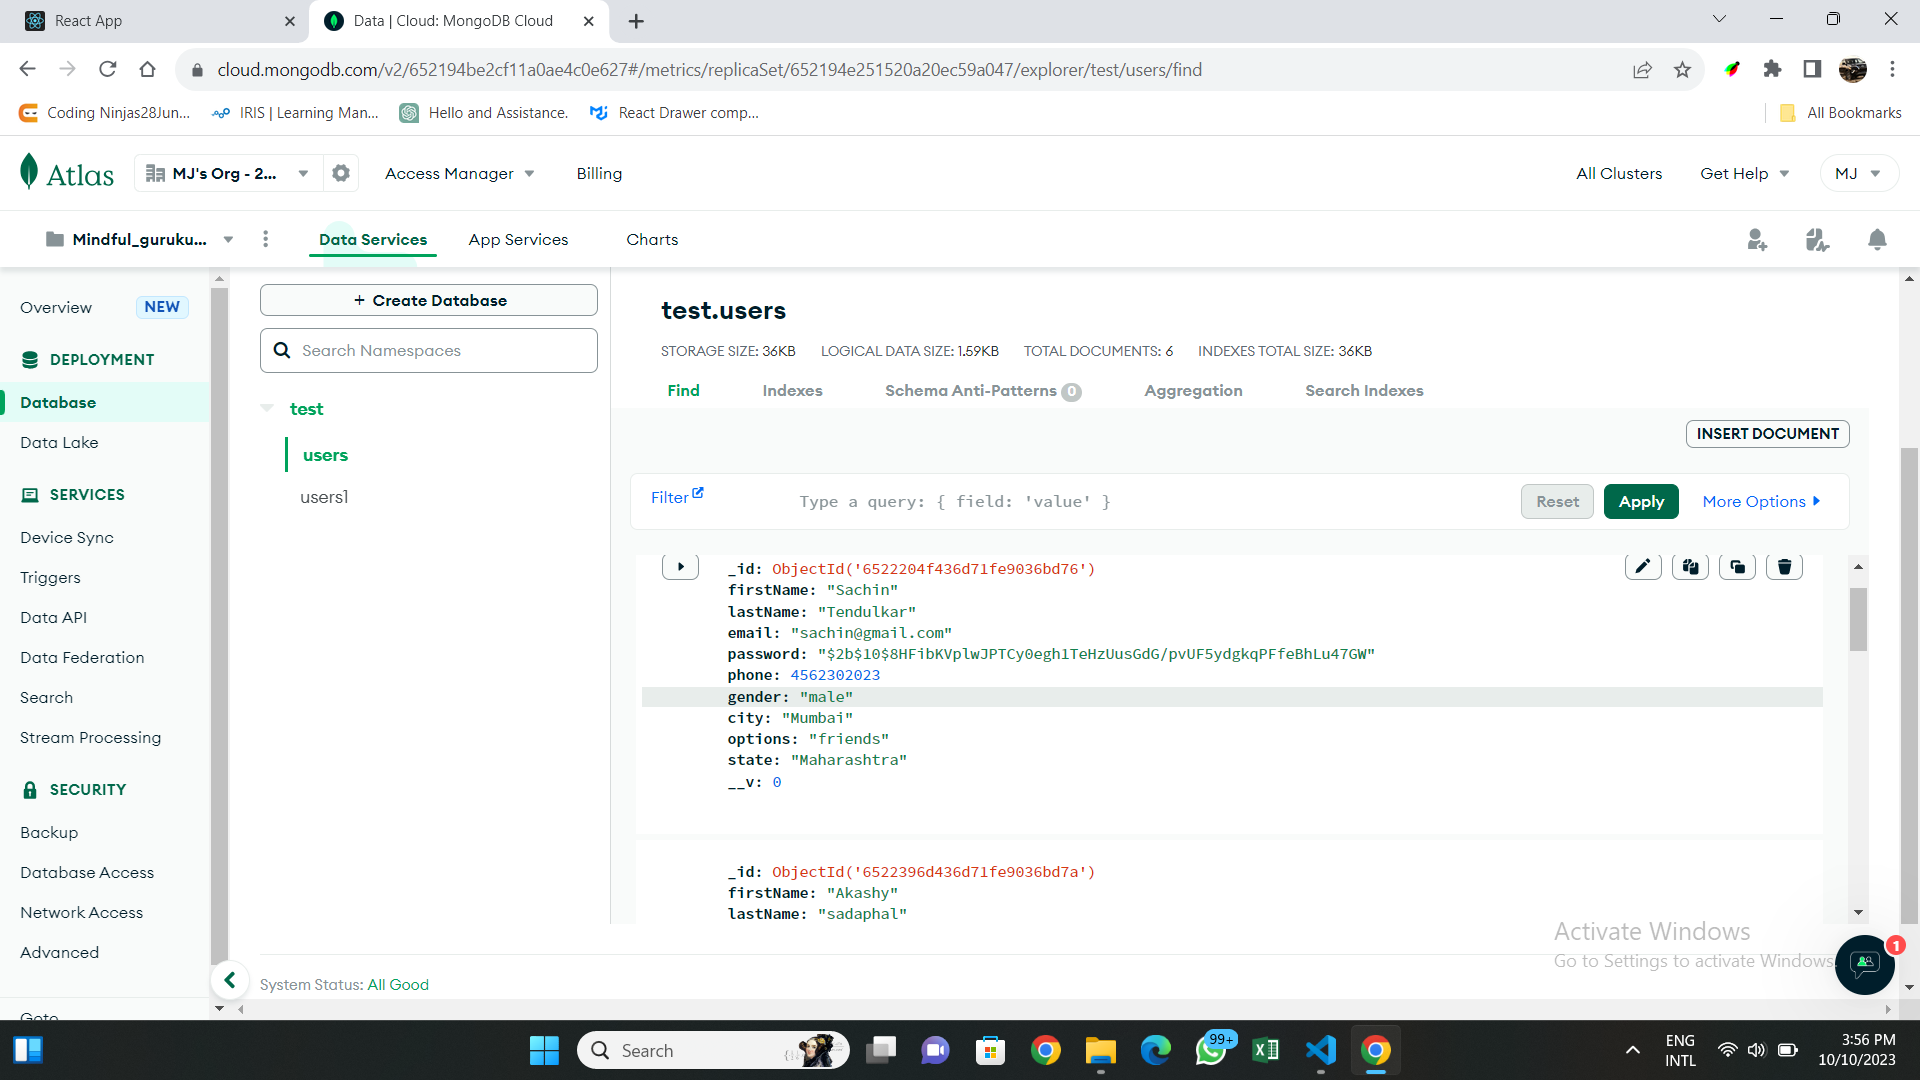 React App
Data | Cloud: MongoDB Cloud
cloud.mongodb.com/v2/652194be2cf11a0ae4c0e627#/metrics/replicaSet/652194e251520a20ec59a047/explorer/test/users/find
Coding Ninjas28Jun...
IRIS | Learning Man...
Hello and Assistance.
React Drawer comp...
All Bookmarks
Atlas
MJ's Org - 2...
Access Manager
Billing
All Clusters
Get Help
MJ
Mindful_guruku...
Data Services
App Services
Charts
Overview
NEW
DEPLOYMENT
Database
Data Lake
SERVICES
Device Sync
Triggers
Data API
Data Federation
Search
Stream Processing
SECURITY
Backup
Database Access
Network Access
Advanced
Goto
+ Create Database
Search Namespaces
test
users
users1
test.users
STORAGE SIZE: 36KB
LOGICAL DATA SIZE: 1.59KB
TOTAL DOCUMENTS: 6
INDEXES TOTAL SIZE: 36KB
Find
Indexes
Schema Anti-Patterns 0
Aggregation
Search Indexes
INSERT DOCUMENT
Filter
Type a query: { field: 'value' }
Reset
Apply
More Options
_id: ObjectId('6522204f436d71fe9036bd76')
firstName: "Sachin"
lastName: "Tendulkar"
email: "sachin@gmail.com"
password: "$2b$10$8HFibKVplwJPTCy0egh1TeHzUusGdG/pvUF5ydgkqPFfeBhLu47GW"
phone: 4562302023
gender: "male"
city: "Mumbai"
options: "friends"
state: "Maharashtra"
__v: 0
_id: ObjectId('6522396d436d71fe9036bd7a')
firstName: "Akashy"
lastName: "sadaphal"
Activate Windows
Go to Settings to activate Windows.
1
System Status: All Good
Search
99+
ENG
INTL
3:56 PM
10/10/2023